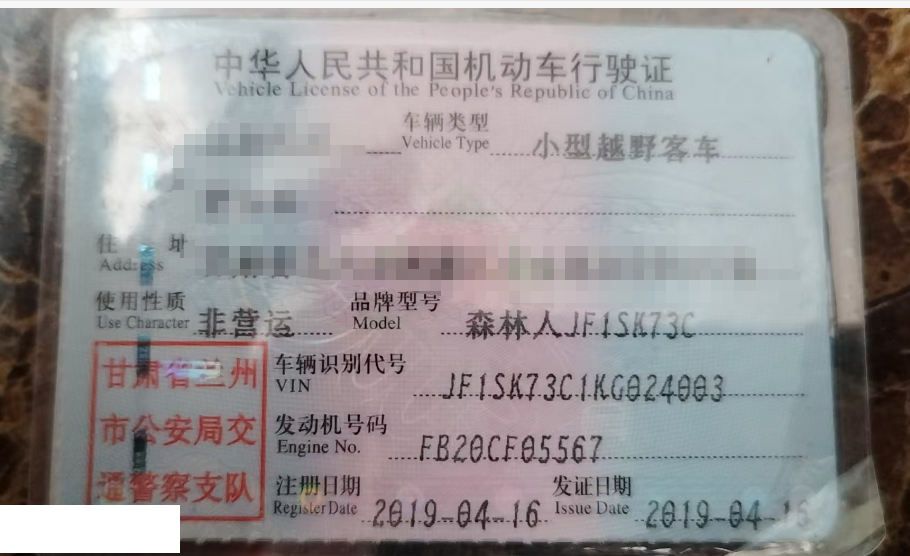 中华人民共和国机动车行驶证
Vehicle License of the People's Republic of China
车辆类型
Vehicle Type
小型越野客车
住 址
Address
使用性质
Use Character
非营运
品牌型号
Model
森林人JF1SK73C
甘肃省兰州
市公安局交
通警察支队
车辆识别代号
VIN
JF1SK73C1KG024003
发动机号码
Engine No.
FB20CF05567
注册日期
Register Date
2019-04-16
发证日期
Issue Date
2019-04-16